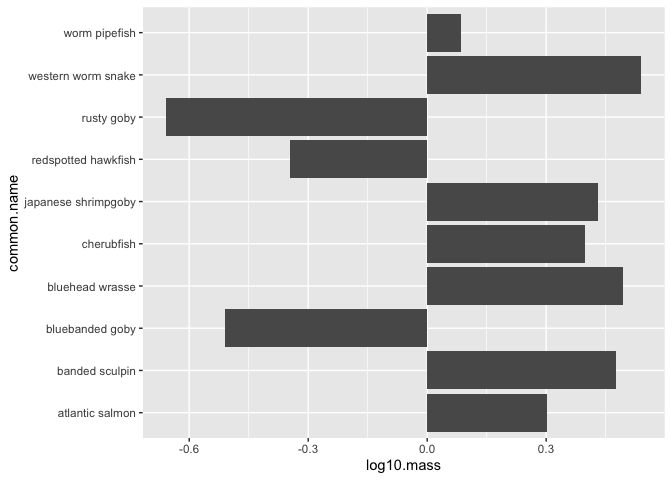 worm pipefish
western worm snake
rusty goby
redspotted hawkfish
japanese shrimpgoby
cherubfish
bluehead wrasse
bluebanded goby
banded sculpin
atlantic salmon
common.name
-0.6 -0.3 0.0 0.3
log10.mass